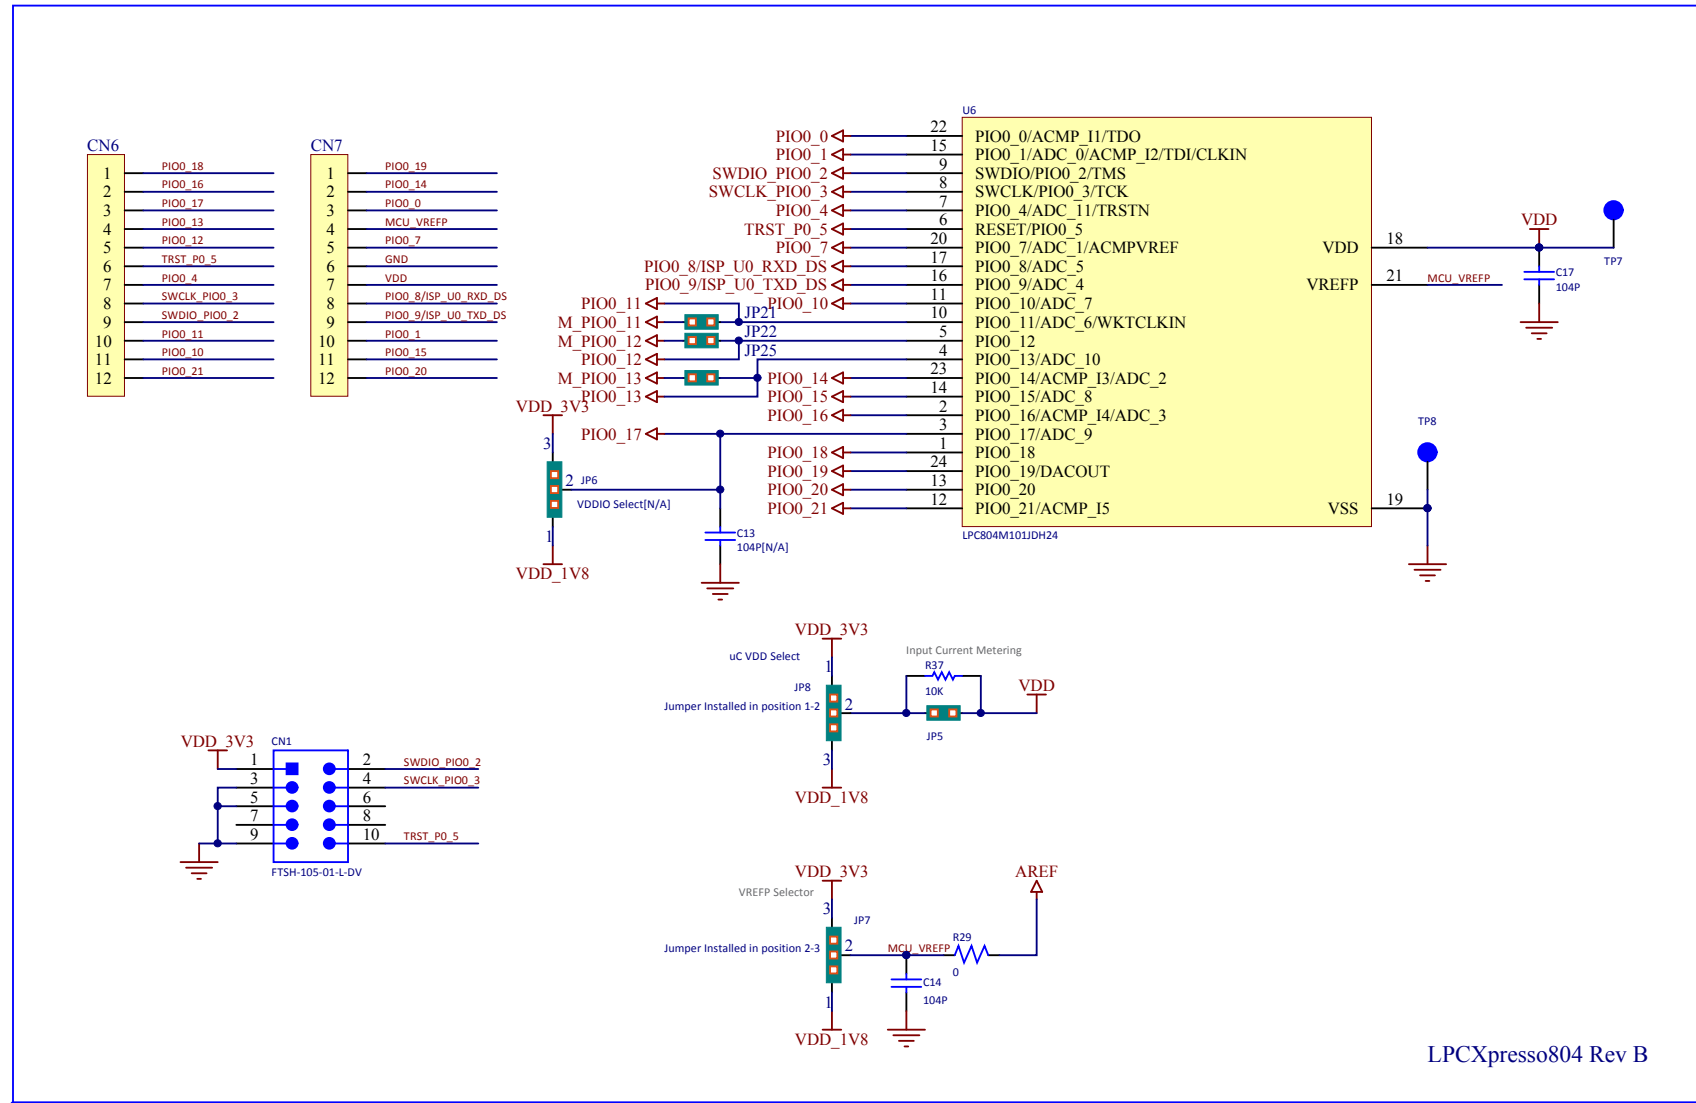 CN6
1 PIO0_18
2 PIO0_16
3 PIO0_17
4 PIO0_13
5 PIO0_12
6 TRST_P0_5
7 PIO0_4
8 SWCLK_PIO0_3
9 SWDIO_PIO0_2
10 PIO0_11
11 PIO0_10
12 PIO0_21
CN7
1 PIO0_19
2 PIO0_14
3 PIO0_0
4 MCU_VREFP
5 PIO0_7
6 GND
7 VDD
8 PIO0_8/ISP_U0_RXD_DS
9 PIO0_9/ISP_U0_TXD_DS
10 PIO0_1
11 PIO0_15
12 PIO0_20
U6
PIO0_0 22 PIO0_0/ACMP_I1/TDO
PIO0_1 15 PIO0_1/ADC_0/ACMP_I2/TDI/CLKIN
SWDIO_PIO0_2 9 SWDIO/PIO0_2/TMS
SWCLK_PIO0_3 8 SWCLK/PIO0_3/TCK
PIO0_4 7 PIO0_4/ADC_11/TRSTN
TRST_P0_5 6 RESET/PIO0_5
PIO0_7 20 PIO0_7/ADC_1/ACMPVREF
PIO0_8/ISP_U0_RXD_DS 17 PIO0_8/ADC_5
PIO0_9/ISP_U0_TXD_DS 16 PIO0_9/ADC_4
PIO0_11 PIO0_10 11 PIO0_10/ADC_7
M_PIO0_11 JP21 10 PIO0_11/ADC_6/WKTCLKIN
M_PIO0_12 JP22 5 PIO0_12
PIO0_12 JP25 4 PIO0_13/ADC_10
M_PIO0_13 PIO0_14 23 PIO0_14/ACMP_I3/ADC_2
PIO0_13 PIO0_15 14 PIO0_15/ADC_8
PIO0_16 2 PIO0_16/ACMP_I4/ADC_3
PIO0_17 3 PIO0_17/ADC_9
PIO0_18 1 PIO0_18
PIO0_19 24 PIO0_19/DACOUT
PIO0_20 13 PIO0_20
PIO0_21 12 PIO0_21/ACMP_I5
LPC804M101JDH24
VDD 18
VREFP 21 MCU_VREFP
VSS 19
VDD
TP7
C17
104P
TP8
VDD_3V3
3
2 JP6
VDDIO Select[N/A]
1
VDD_1V8
C13
104P[N/A]
VDD_3V3
uC VDD Select
1
JP8
Jumper Installed in position 1-2
2
3
VDD_1V8
Input Current Metering
R37
10K
JP5
VDD
VDD_3V3 CN1
1 2 SWDIO_PIO0_2
3 4 SWCLK_PIO0_3
5 6
7 8
9 10 TRST_P0_5
FTSH-105-01-L-DV
VDD_3V3
VREFP Selector
3
JP7
Jumper Installed in position 2-3
2 MCU_VREFP
1
VDD_1V8
R29
0
C14
104P
AREF
LPCXpresso804 Rev B